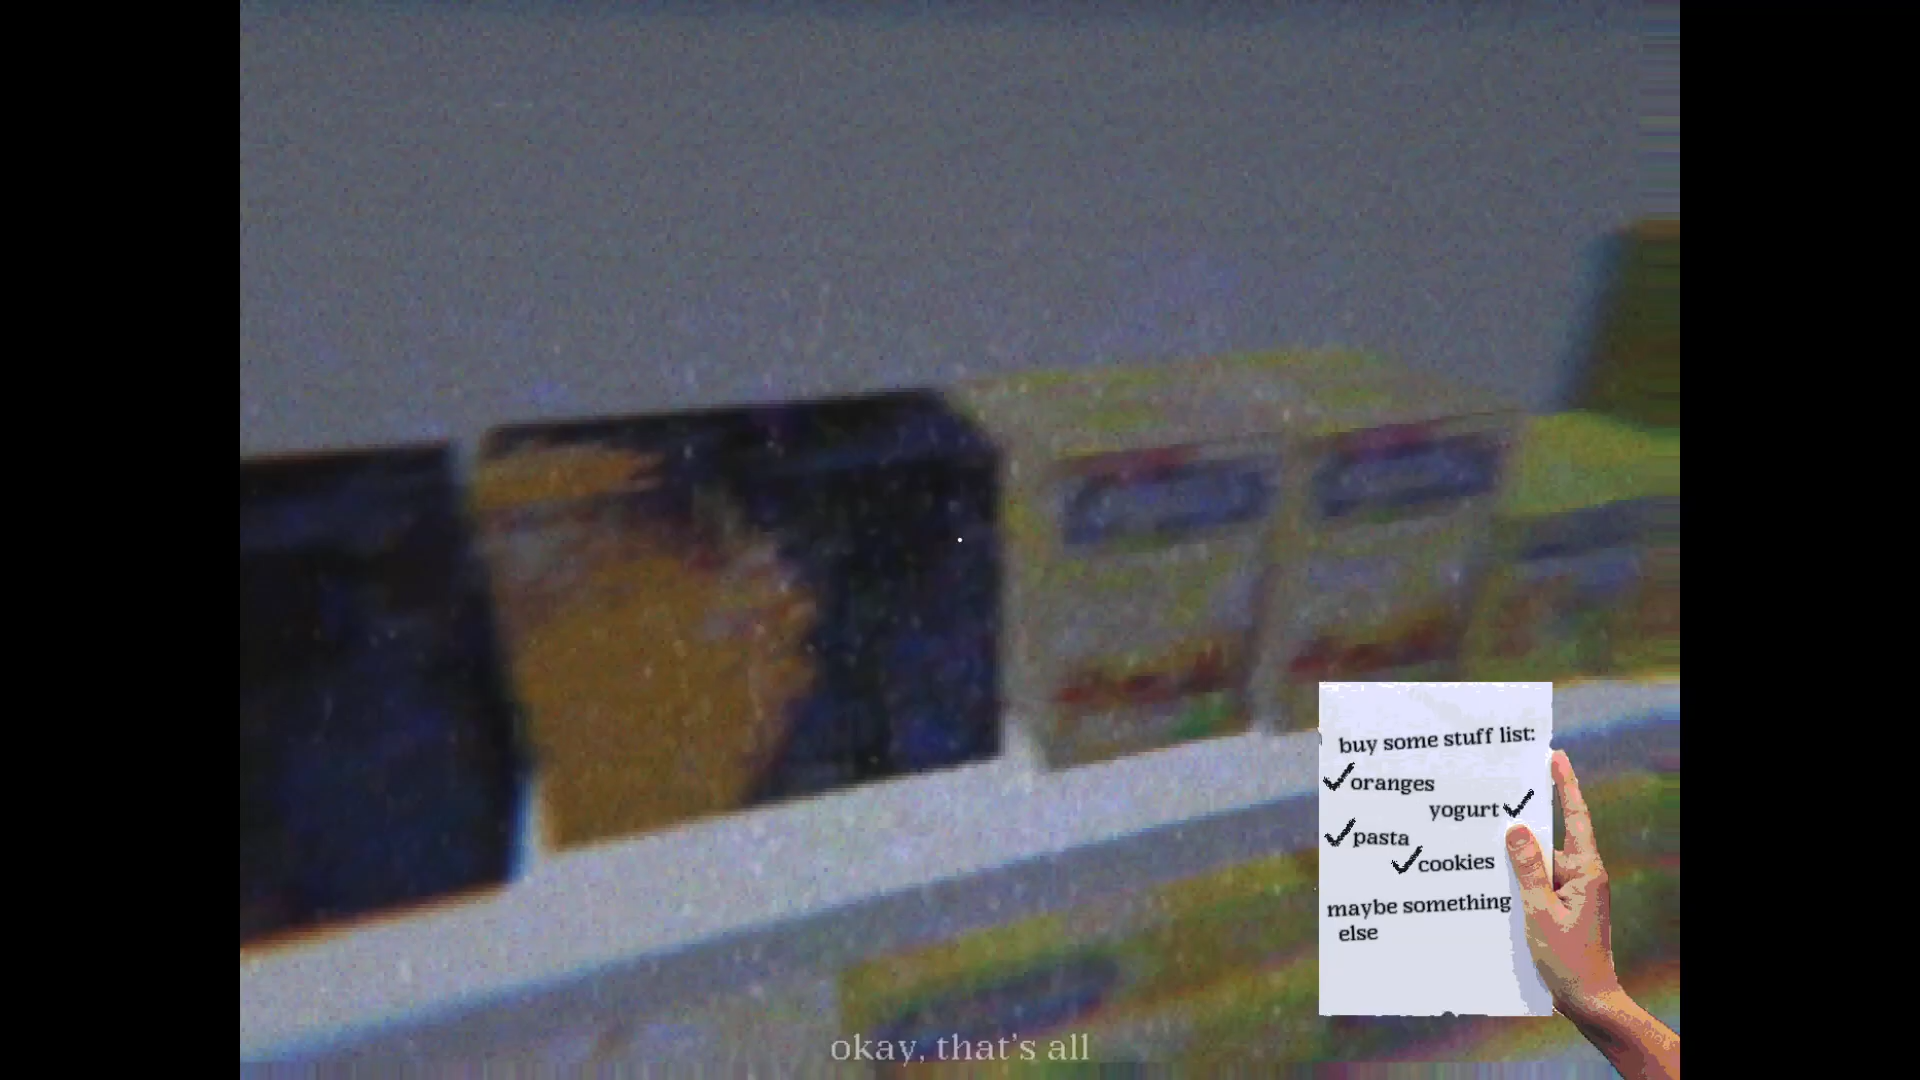 buy some stuff list:
oranges
yogurt
pasta
cookies
maybe something
else
okay, that's all